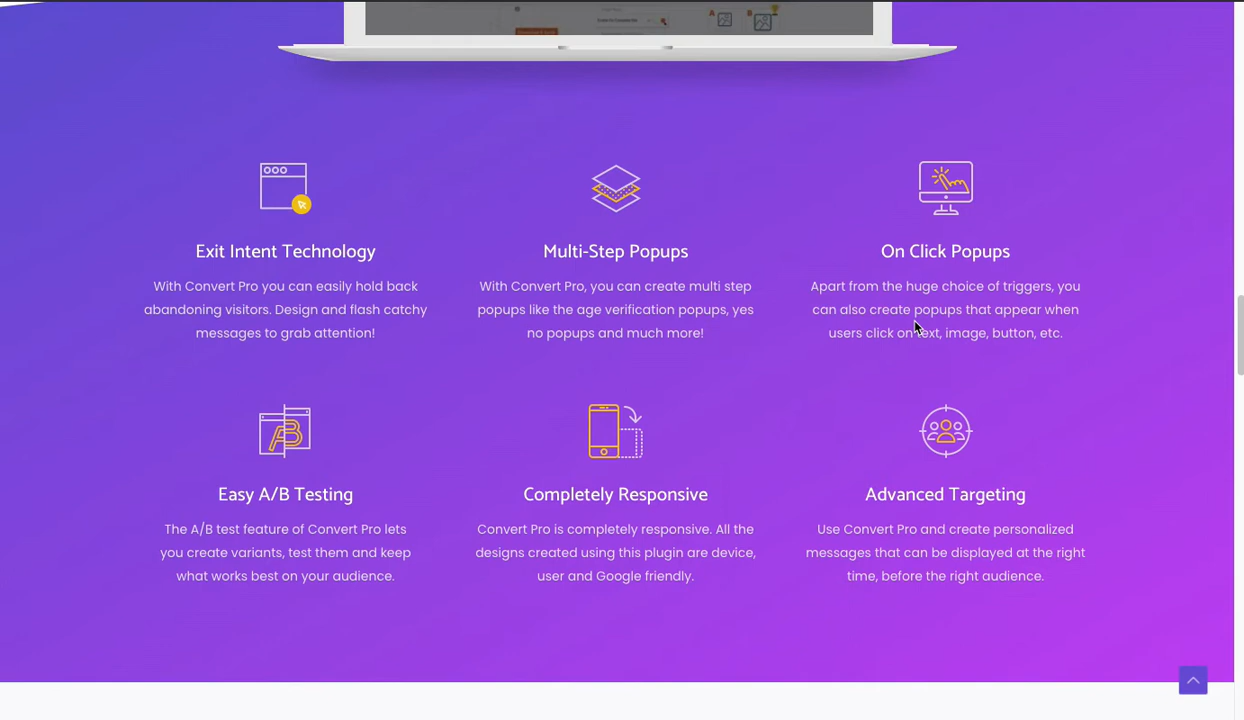 A
B
Exit Intent Technology
With Convert Pro you can easily hold back
abandoning visitors. Design and flash catchy
messages to grab attention!
Multi-Step Popups
With Convert Pro, you can create multi step
popups like the age verification popups, yes
no popups and much more!
On Click Popups
Apart from the huge choice of triggers, you
can also create popups that appear when
users click on text, image, button, etc.
AB
Easy A/B Testing
The A/B test feature of Convert Pro lets
you create variants, test them and keep
what works best on your audience.
Completely Responsive
Convert Pro is completely responsive. All the
designs created using this plugin are device,
user and Google friendly.
Advanced Targeting
Use Convert Pro and create personalized
messages that can be displayed at the right
time, before the right audience.